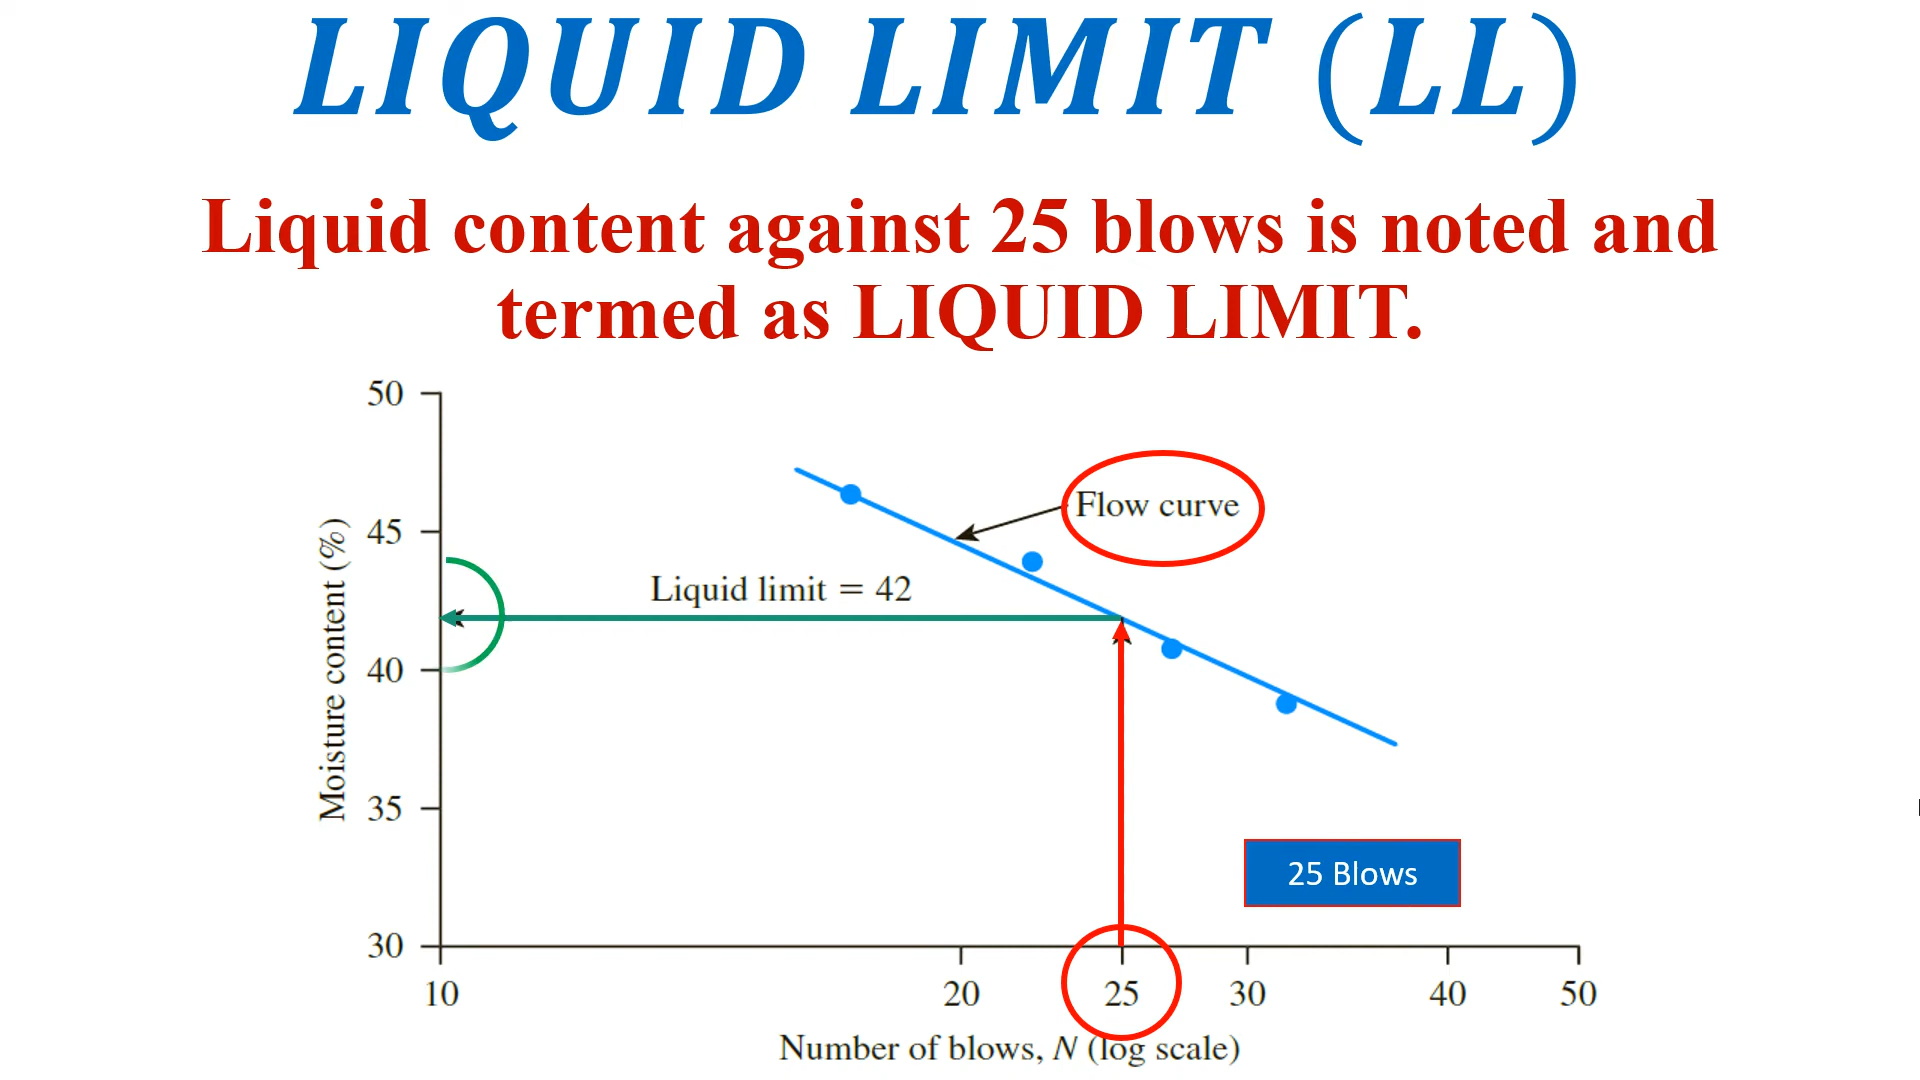 LIQUID LIMIT (LL)
Liquid content against 25 blows is noted and
termed as LIQUID LIMIT.
50
45
40
35
30
Moisture content (%)
Flow curve
Liquid limit = 42
25 Blows
10 20 25 30 40 50
Number of blows, N (log scale)